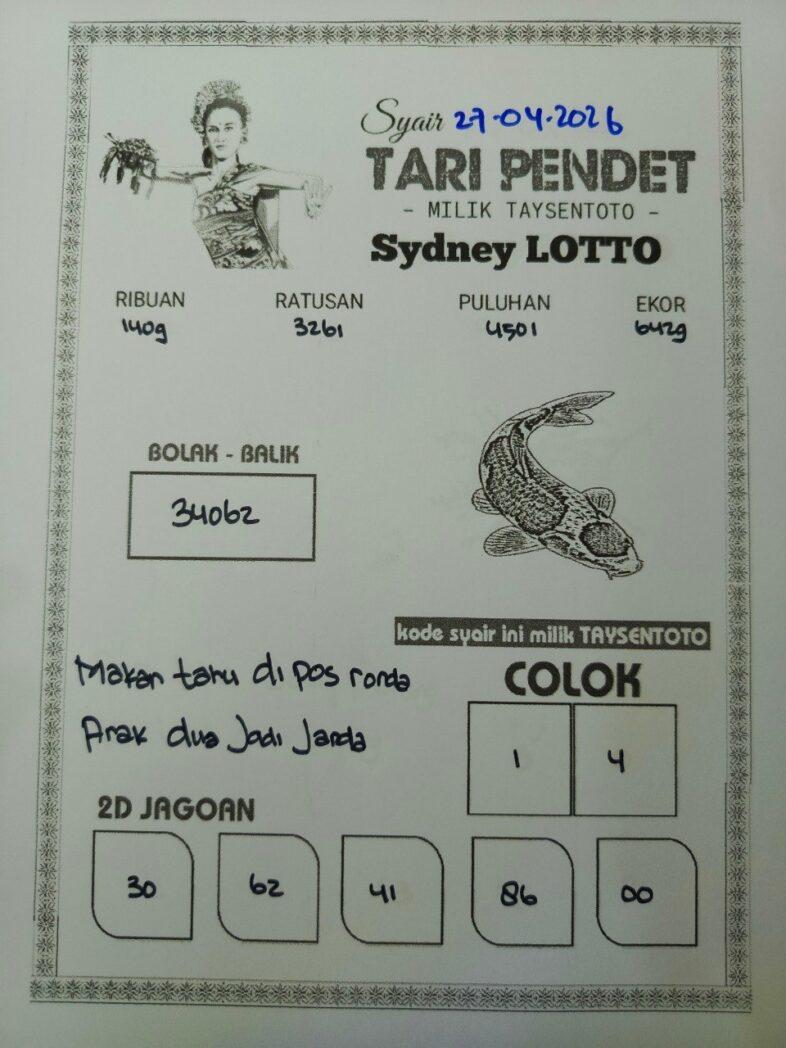 Syair 27-04-2026
TARI PENDET
- MILIK TAYSENTOTO -
Sydney LOTTO
RIBUAN RATUSAN PULUHAN EKOR
1409 3261 4501 6429
BOLAK - BALIK
34062
kode syair ini milik TAYSENTOTO
Makan tahu di pos ronda
Anak dua Jadi Janda
COLOK
1 4
2D JAGOAN
30 62 41 86 00